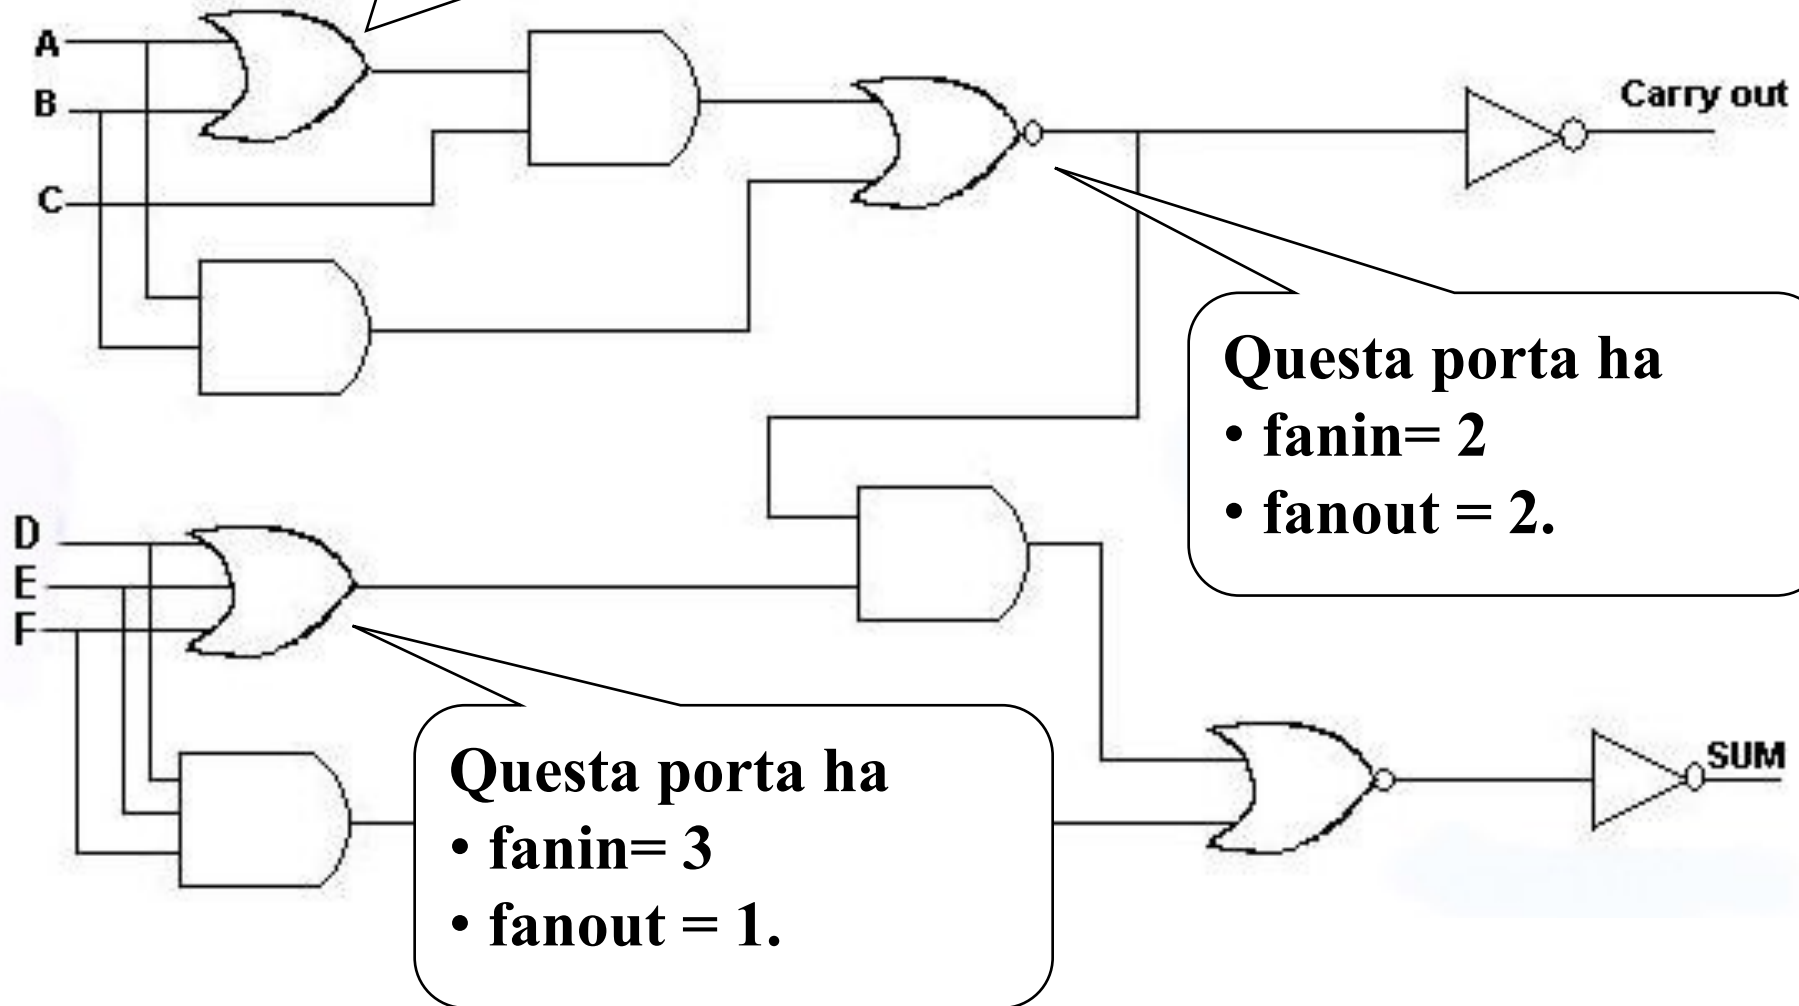 A
B
C
Carry out
Questa porta ha
• fanin= 2
• fanout = 2.
D
E
F
Questa porta ha
• fanin= 3
• fanout = 1.
SUM